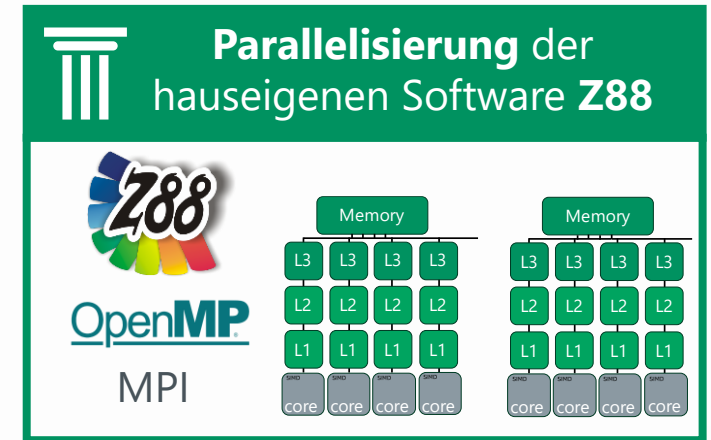 Parallelisierung der
hauseigenen Software Z88
Z88
OpenMP
MPI
Memory
L3 L3 L3 L3
L2 L2 L2 L2
L1 L1 L1 L1
SIMD SIMD SIMD SIMD
core core core core
Memory
L3 L3 L3 L3
L2 L2 L2 L2
L1 L1 L1 L1
SIMD SIMD SIMD SIMD
core core core core